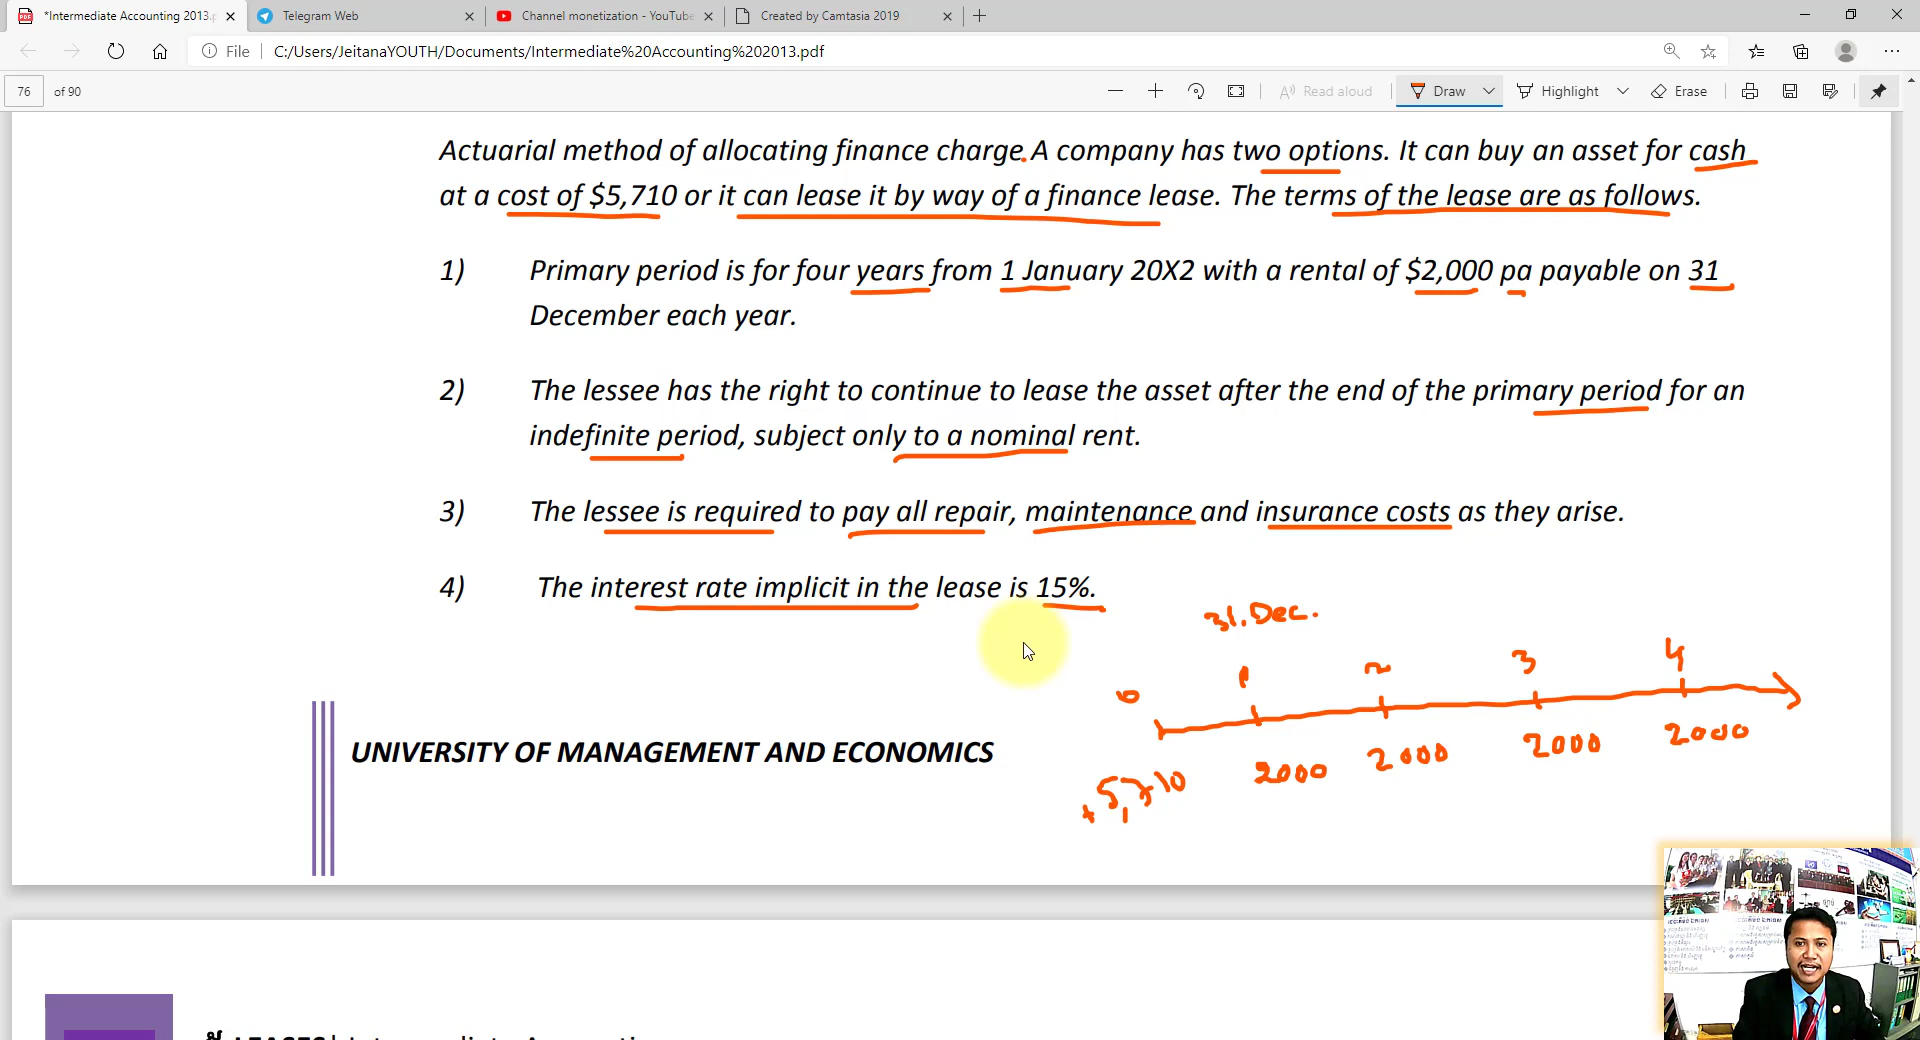 *Intermediate Accounting 2013.p
Telegram Web
Channel monetization - YouTube
Created by Camtasia 2019
File
C:/Users/JeitanaYOUTH/Documents/Intermediate%20Accounting%202013.pdf
76 of 90
Read aloud
Draw
Highlight
Erase
Actuarial method of allocating finance charge. A company has two options. It can buy an asset for cash
at a cost of $5,710 or it can lease it by way of a finance lease. The terms of the lease are as follows.
1) Primary period is for four years from 1 January 20X2 with a rental of $2,000 pa payable on 31
December each year.
2) The lessee has the right to continue to lease the asset after the end of the primary period for an
indefinite period, subject only to a nominal rent.
3) The lessee is required to pay all repair, maintenance and insurance costs as they arise.
4) The interest rate implicit in the lease is 15%.
31.Dec.
0 1 2 3 4
+5,710 2000 2000 2000 2000
UNIVERSITY OF MANAGEMENT AND ECONOMICS